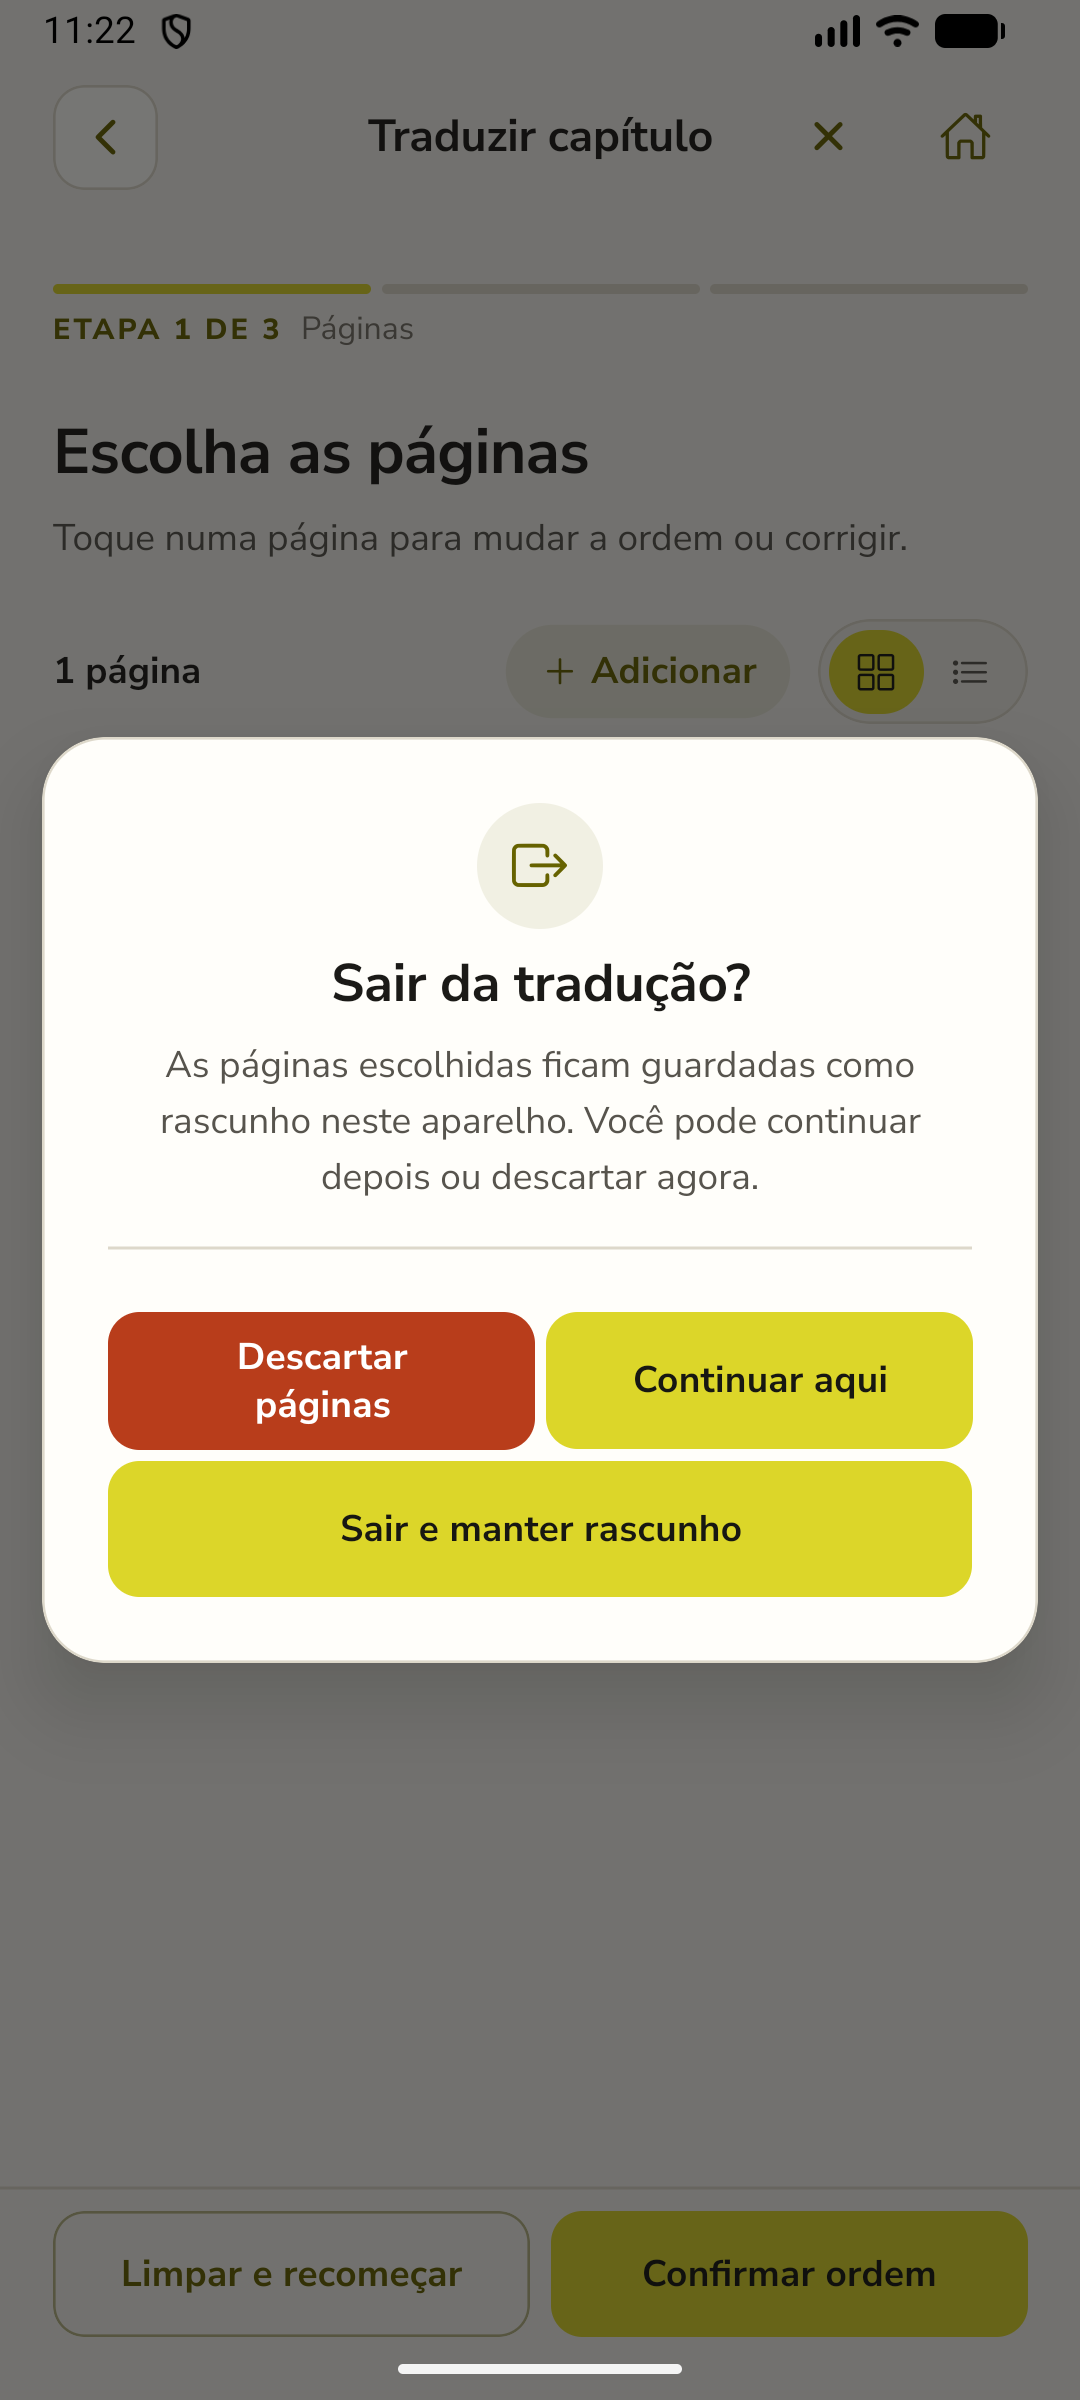 11:22
Traduzir capítulo
ETAPA 1 DE 3 Páginas
Escolha as páginas
Toque numa página para mudar a ordem ou corrigir.
1 página
Adicionar
Sair da tradução?
As páginas escolhidas ficam guardadas como
rascunho neste aparelho. Você pode continuar
depois ou descartar agora.
Descartar
páginas
Continuar aqui
Sair e manter rascunho
Limpar e recomeçar
Confirmar ordem